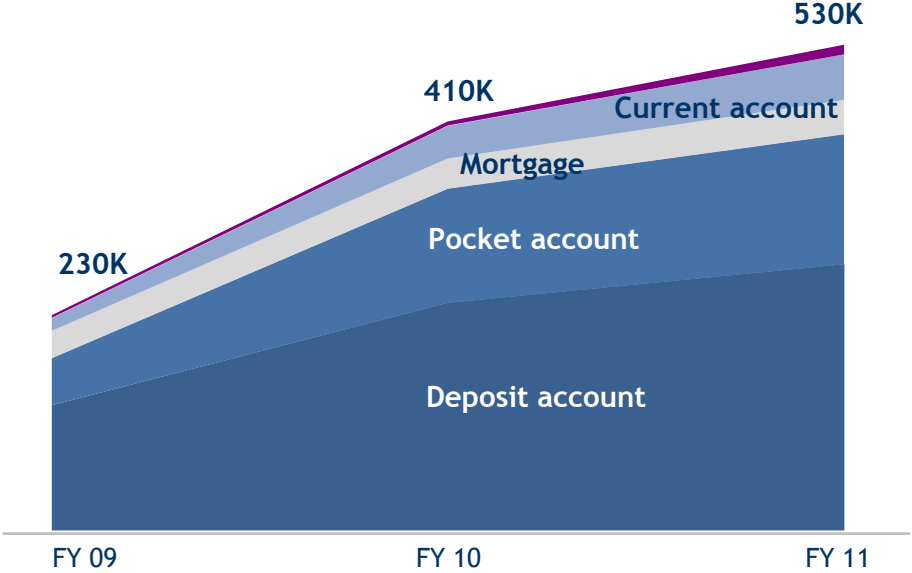 530K
410K
Current account
Mortgage
Pocket account
230K
Deposit account
FY 09
FY 10
FY 11